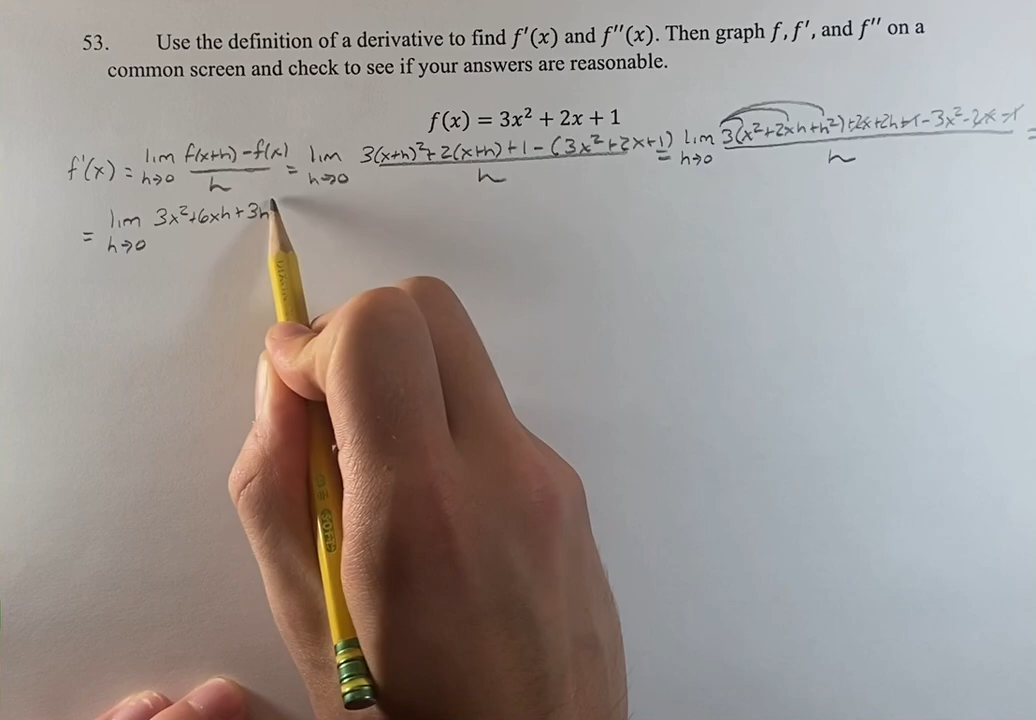 53. Use the definition of a derivative to find f′(x) and f′′(x). Then graph f, f′, and f′′ on a
common screen and check to see if your answers are reasonable.
f(x) = 3x² + 2x + 1
f'(x) = lim h→0 f(x+h) - f(x) / h = lim h→0 3(x+h)² + 2(x+h) + 1 - (3x² + 2x + 1) / h = lim h→0 3(x² + 2xh + h²) + 2x + 2h + 1 - 3x² - 2x - 1 / h =
= lim h→0 3x² + 6xh + 3h